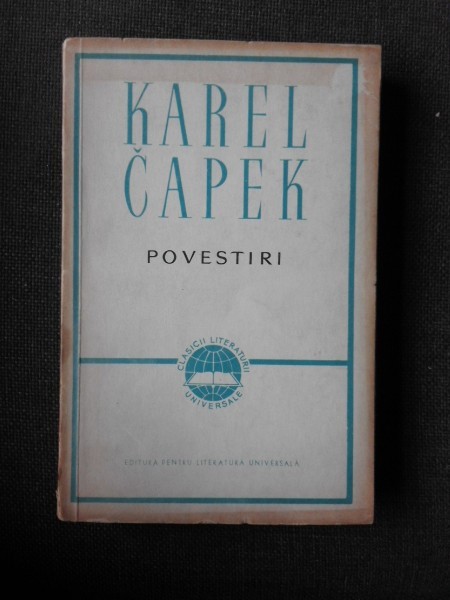 KAREL
ČAPEK
POVESTIRI
CLASICII LITERATURII
UNIVERSALE
EDITURA PENTRU LITERATURA UNIVERSALĂ